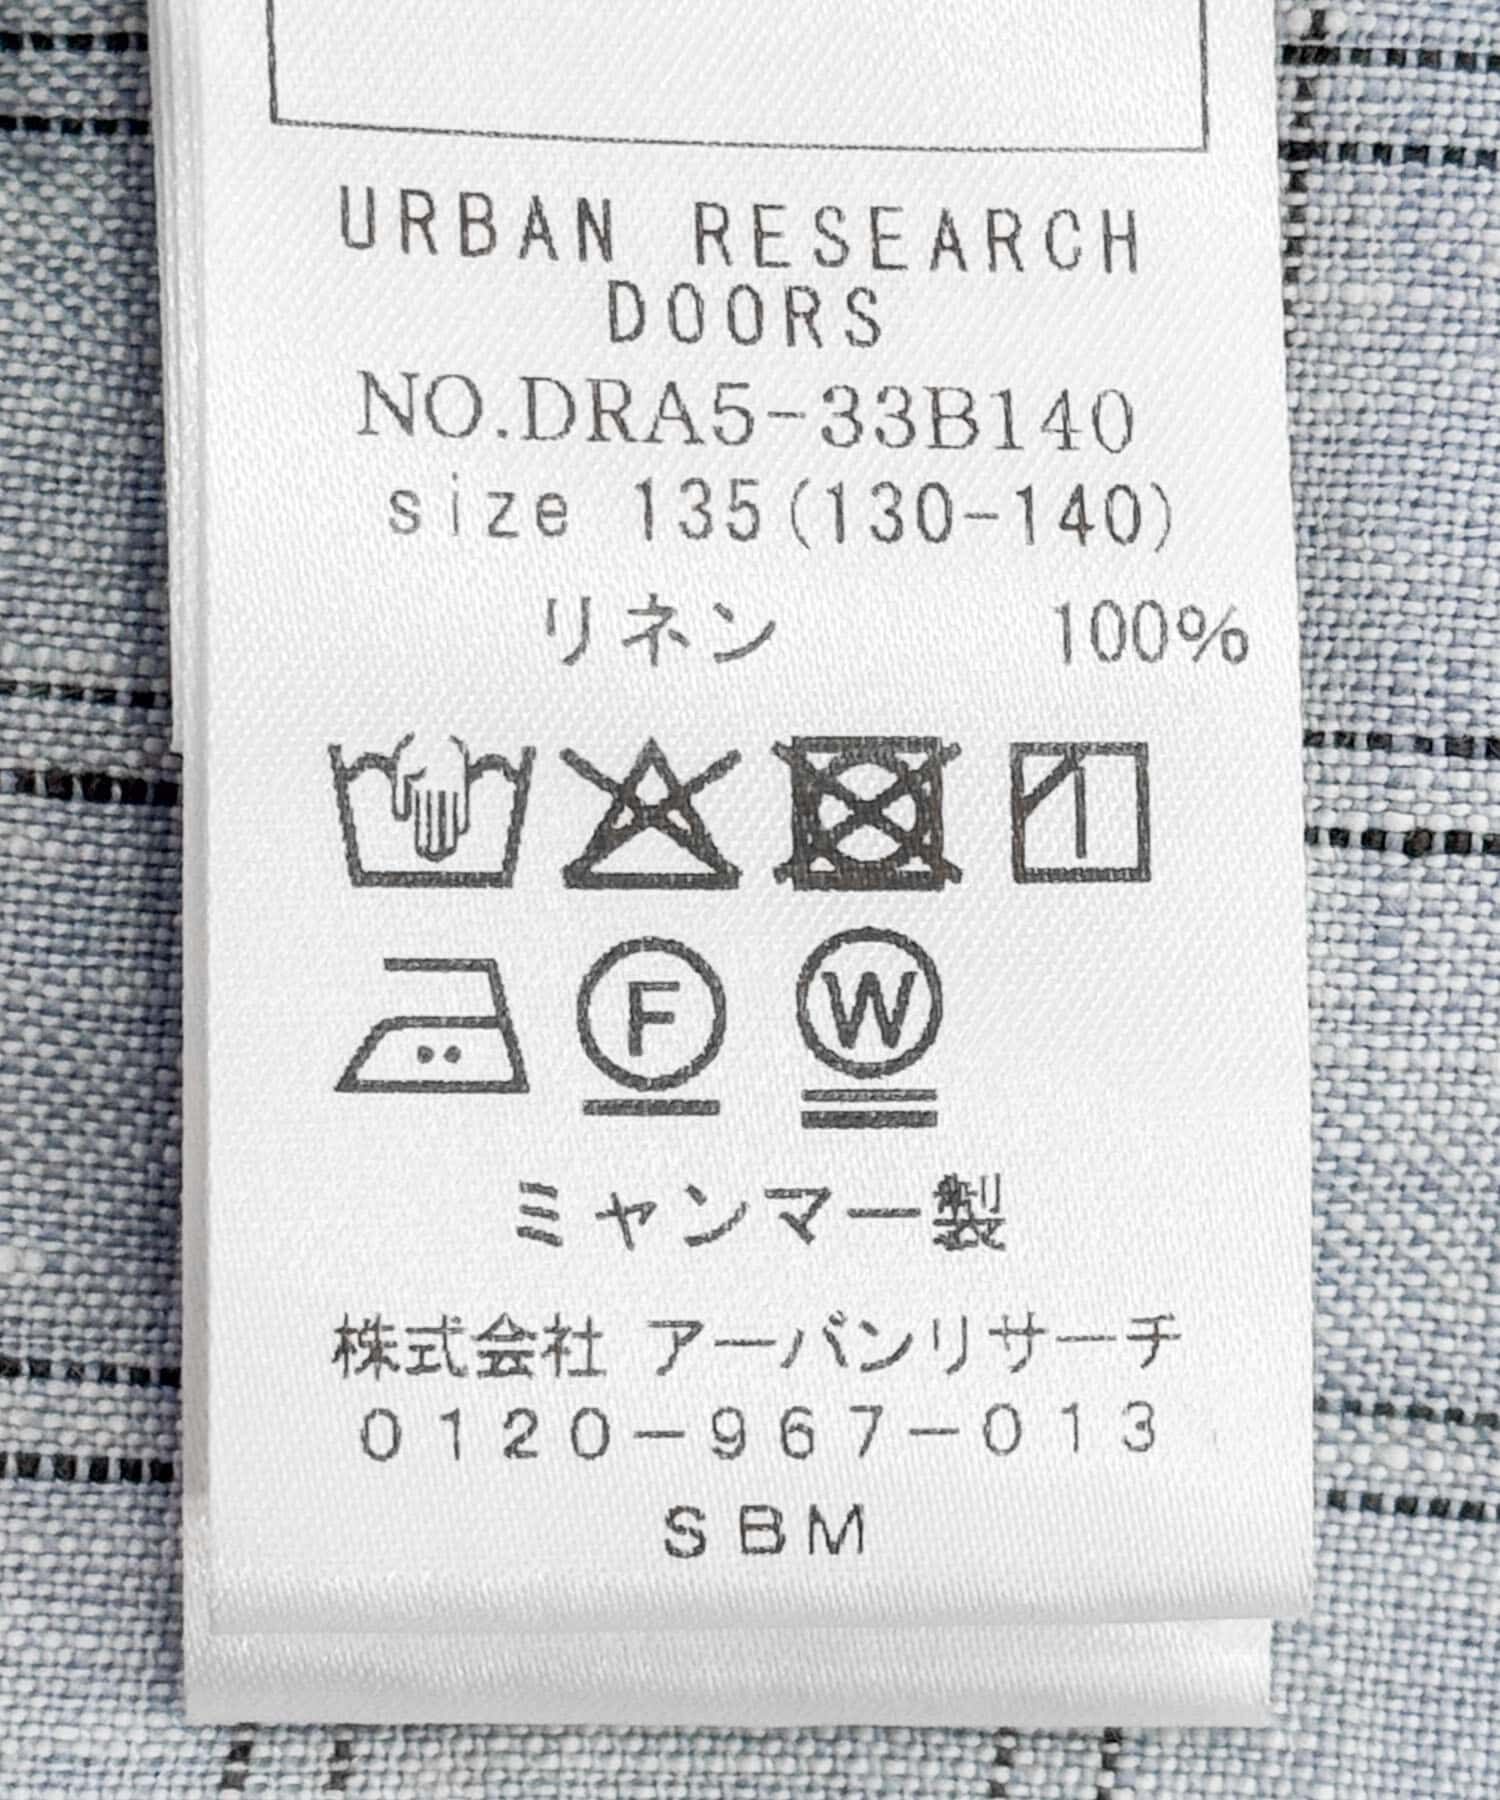 URBAN RESEARCH
DOORS
NO.DRA5-33B140
size 135(130-140)
リネン 100%
F W
ミャンマー製
株式会社 アーバンリサーチ
0120-967-013
SBM